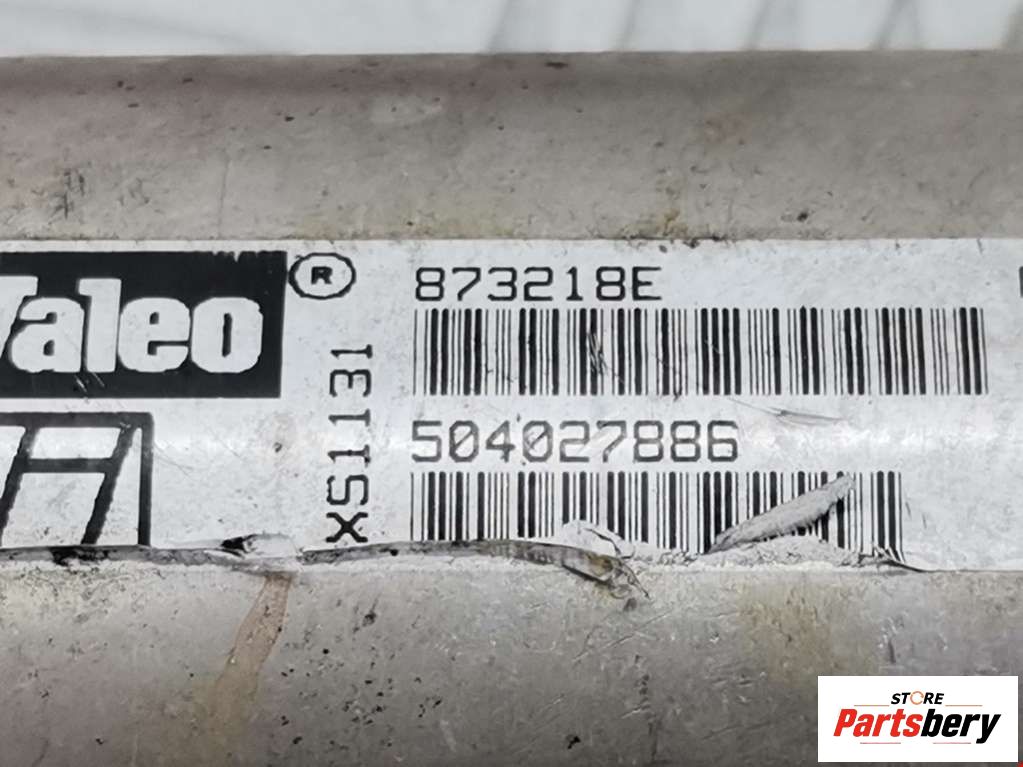 Valeo ®
873218E
XS1131
504027886
STORE
Partsbery